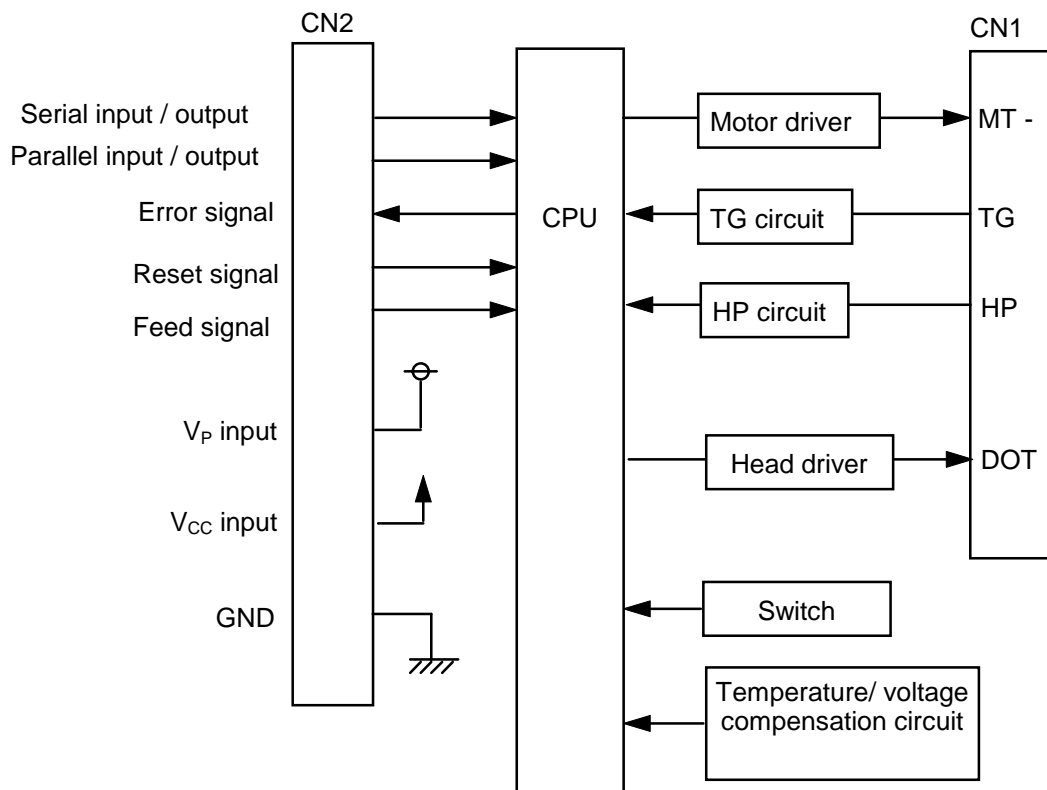 CN2
CN1
Serial input / output
Parallel input / output
Error signal
Reset signal
Feed signal
VP input
VCC input
GND
CPU
Motor driver
TG circuit
HP circuit
Head driver
Switch
Temperature/ voltage
compensation circuit
MT -
TG
HP
DOT